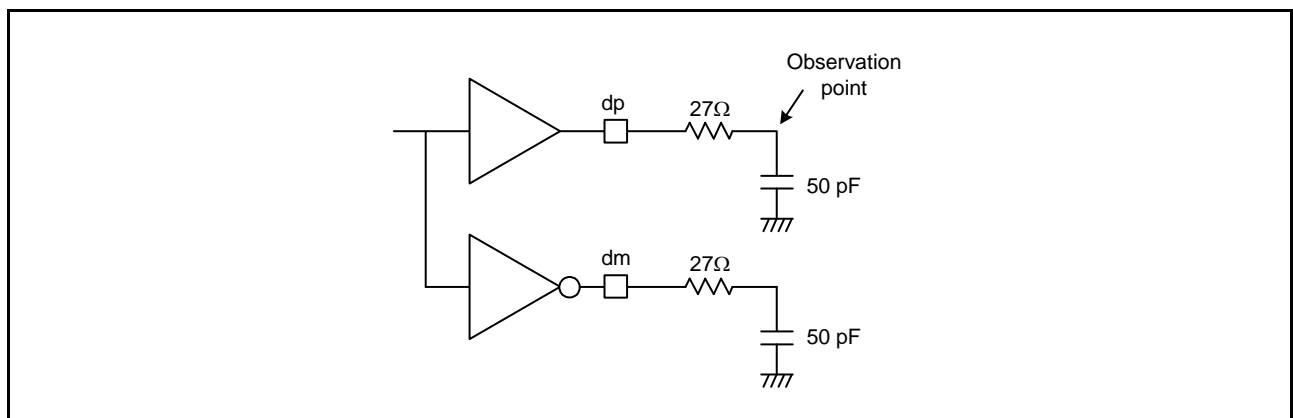 Observation
point
dp
27Ω
50 pF
dm
27Ω
50 pF